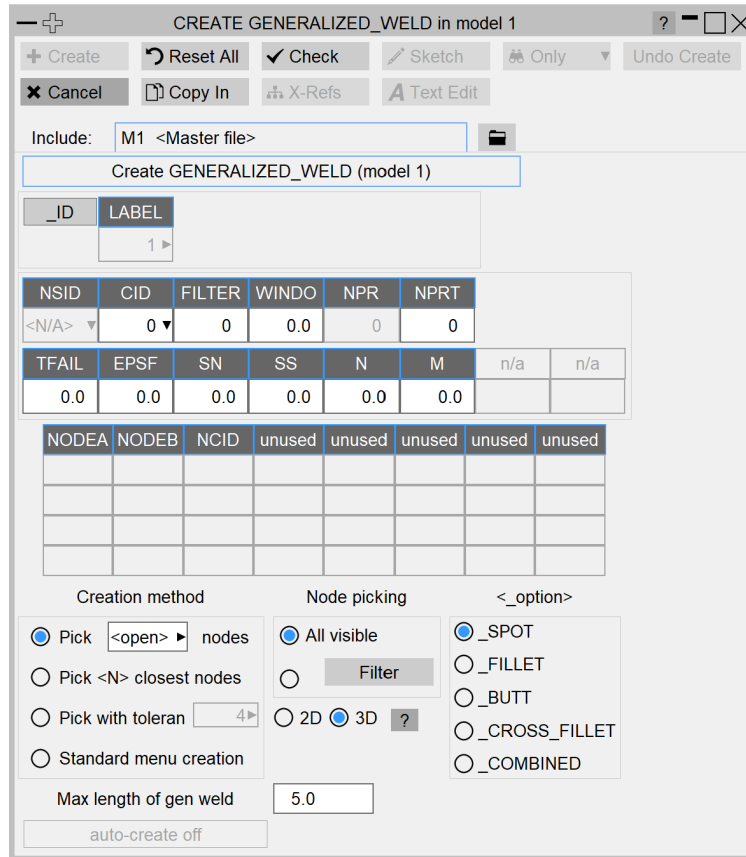 CREATE GENERALIZED_WELD in model 1 ?
Create Reset All Check Sketch Only Undo Create
Cancel Copy In X-Refs Text Edit
Include: M1 <Master file>
Create GENERALIZED_WELD (model 1)
_ID LABEL
1
NSID CID FILTER WINDO NPR NPRT
<N/A> 0 0 0.0 0 0
TFAIL EPSF SN SS N M n/a n/a
0.0 0.0 0.0 0.0 0.0 0.0
NODEA NODEB NCID unused unused unused unused unused
Creation method Node picking <_option>
Pick <open> nodes All visible _SPOT
Pick <N> closest nodes Filter _FILLET
Pick with toleran 4 2D 3D ? _BUTT
Standard menu creation _CROSS_FILLET
_COMBINED
Max length of gen weld 5.0
auto-create off